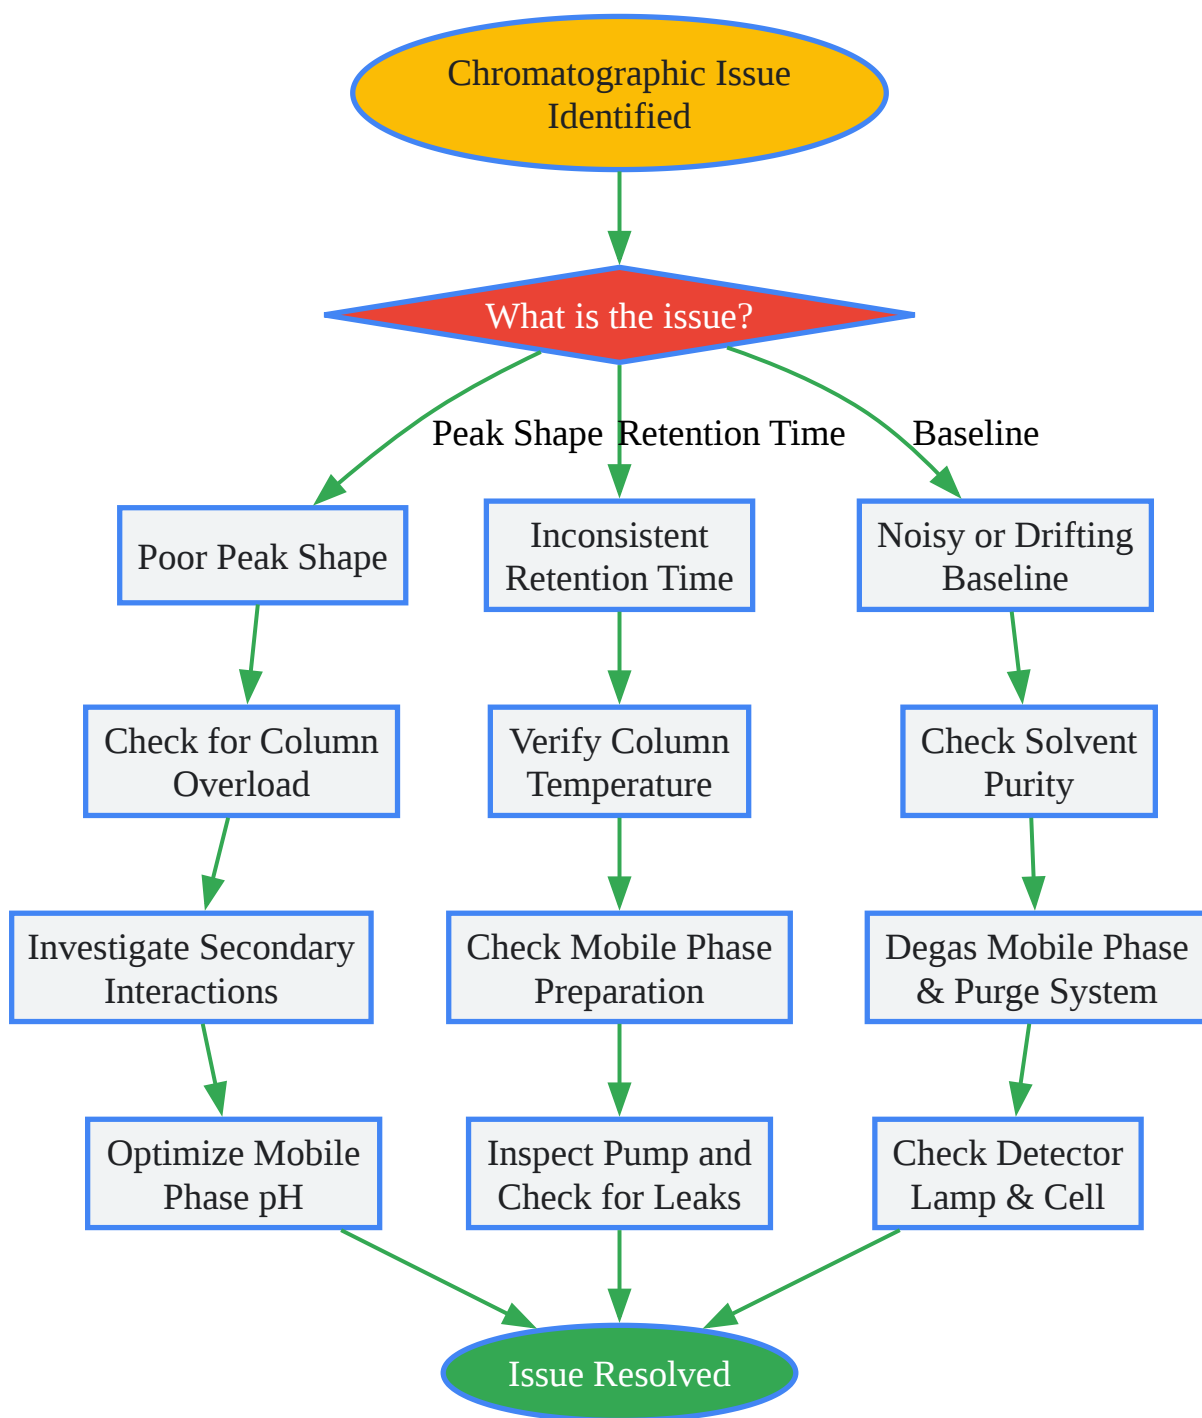 Chromatographic Issue
Identified
What is the issue?
Peak Shape
Retention Time
Baseline
Poor Peak Shape
Inconsistent
Retention Time
Noisy or Drifting
Baseline
Check for Column
Overload
Verify Column
Temperature
Check Solvent
Purity
Investigate Secondary
Interactions
Check Mobile Phase
Preparation
Degas Mobile Phase
& Purge System
Optimize Mobile
Phase pH
Inspect Pump and
Check for Leaks
Check Detector
Lamp & Cell
Issue Resolved